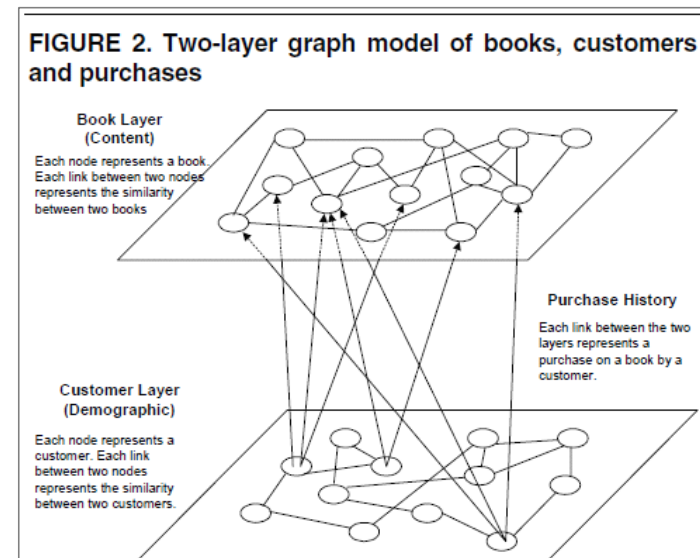 FIGURE 2. Two-layer graph model of books, customers
and purchases
Book Layer
(Content)
Each node represents a book.
Each link between two nodes
represents the similarity
between two books
Purchase History
Each link between the two
layers represents a
purchase on a book by a
customer.
Customer Layer
(Demographic)
Each node represents a
customer. Each link
between two nodes
represents the similarity
between two customers.